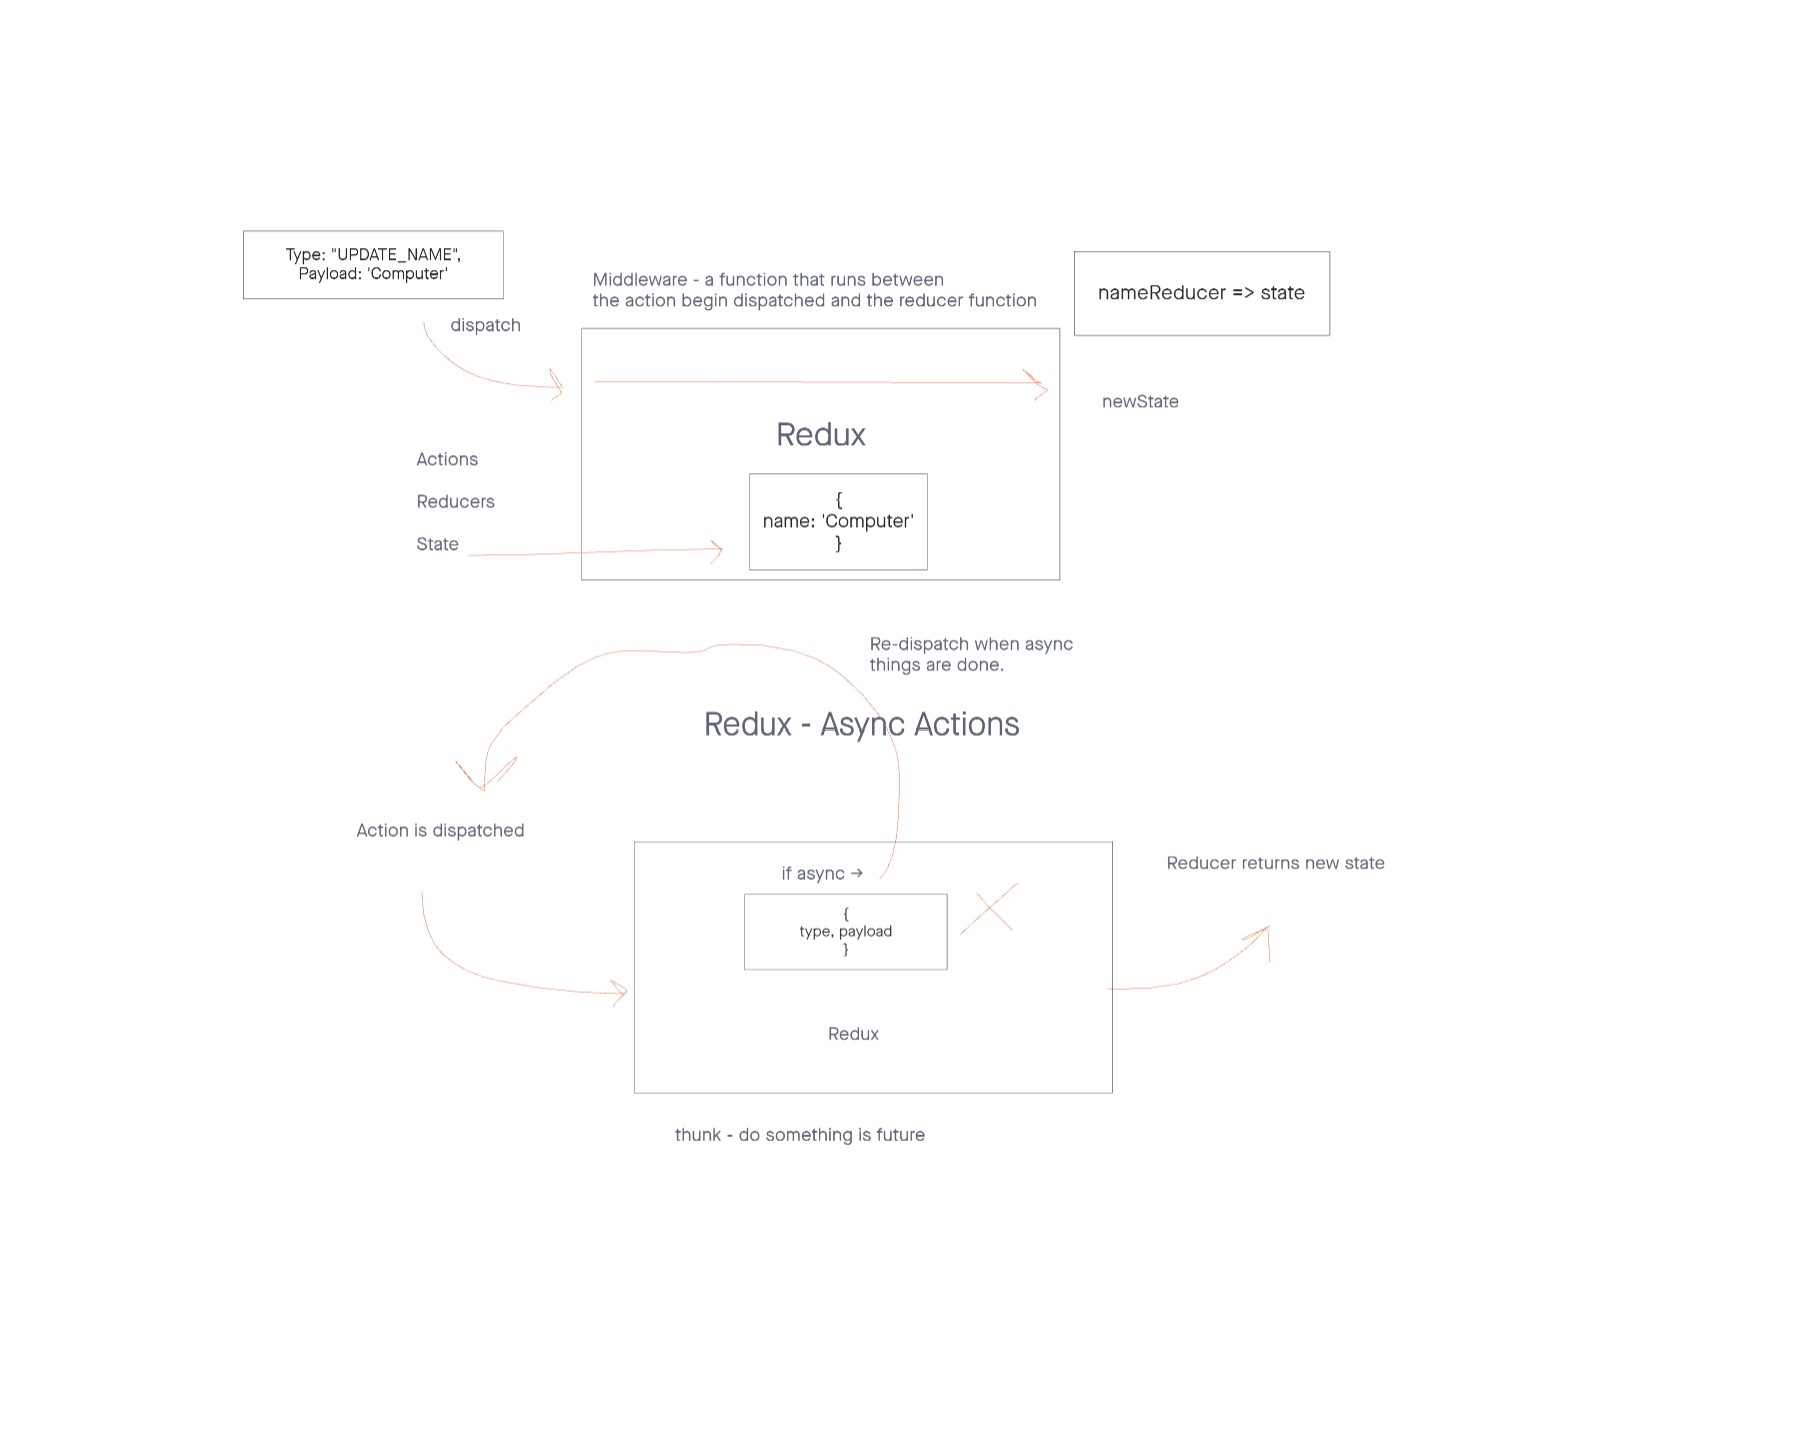 Type: "UPDATE_NAME",
Payload: 'Computer'
dispatch
Middleware - a function that runs between
the action begin dispatched and the reducer function
nameReducer => state
newState
Redux
Actions
Reducers
State
{
name: 'Computer'
}
Re-dispatch when async
things are done.
Redux - Async Actions
Action is dispatched
if async →
{
type, payload
}
Redux
Reducer returns new state
thunk - do something is future